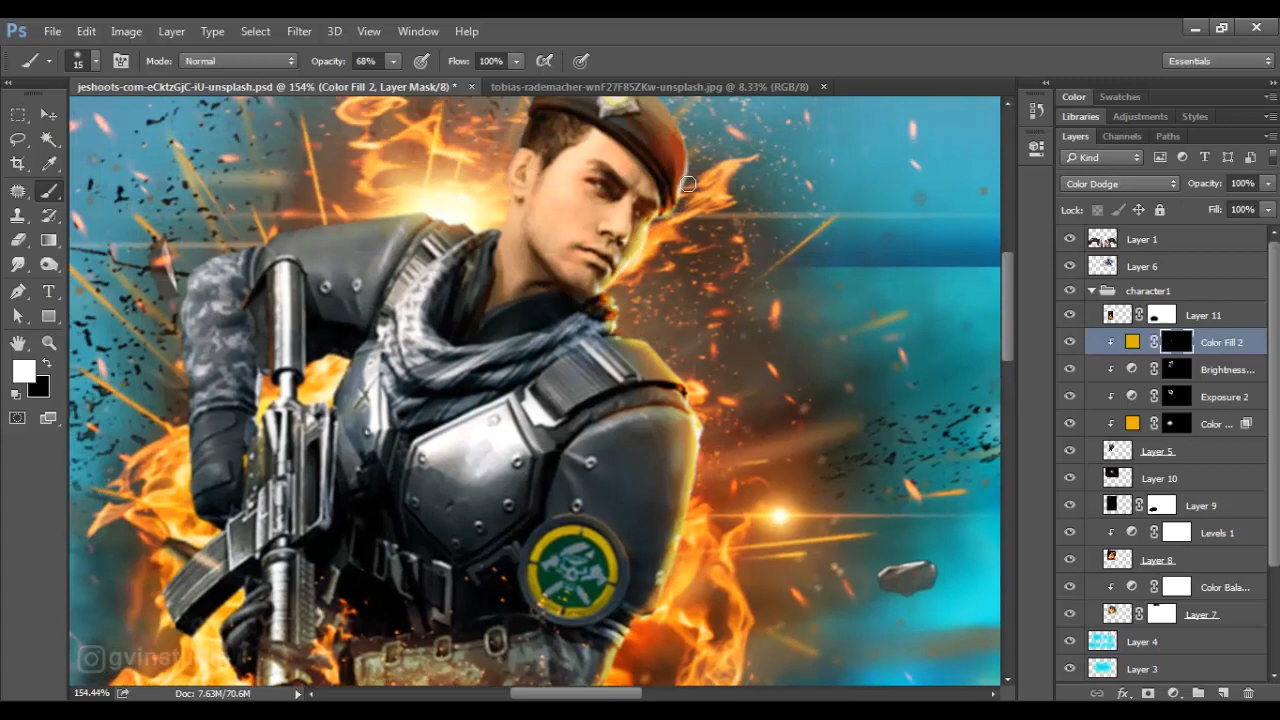 Ps File Edit Image Layer Type Select Filter 3D View Window Help
15 Mode: Normal Opacity: 68% Flow: 100% Essentials
jeshoots-com-eCktzGjC-iU-unsplash.psd @ 154% (Color Fill 2, Layer Mask/8) * × tobias-rademacher-wnF27F85ZKw-unsplash.jpg @ 8.33% (RGB/8) ×
Color Swatches
Libraries Adjustments Styles
Layers Channels Paths
Kind
Color Dodge Opacity: 100%
Lock: Fill: 100%
Layer 1
Layer 6
character1
Layer 11
Color Fill 2
Brightness...
Exposure 2
Color ...
Layer 5
Layer 10
Layer 9
Levels 1
Layer 8
Color Bala...
Layer 7
Layer 4
Layer 3
154.44% Doc: 7.63M/70.6M